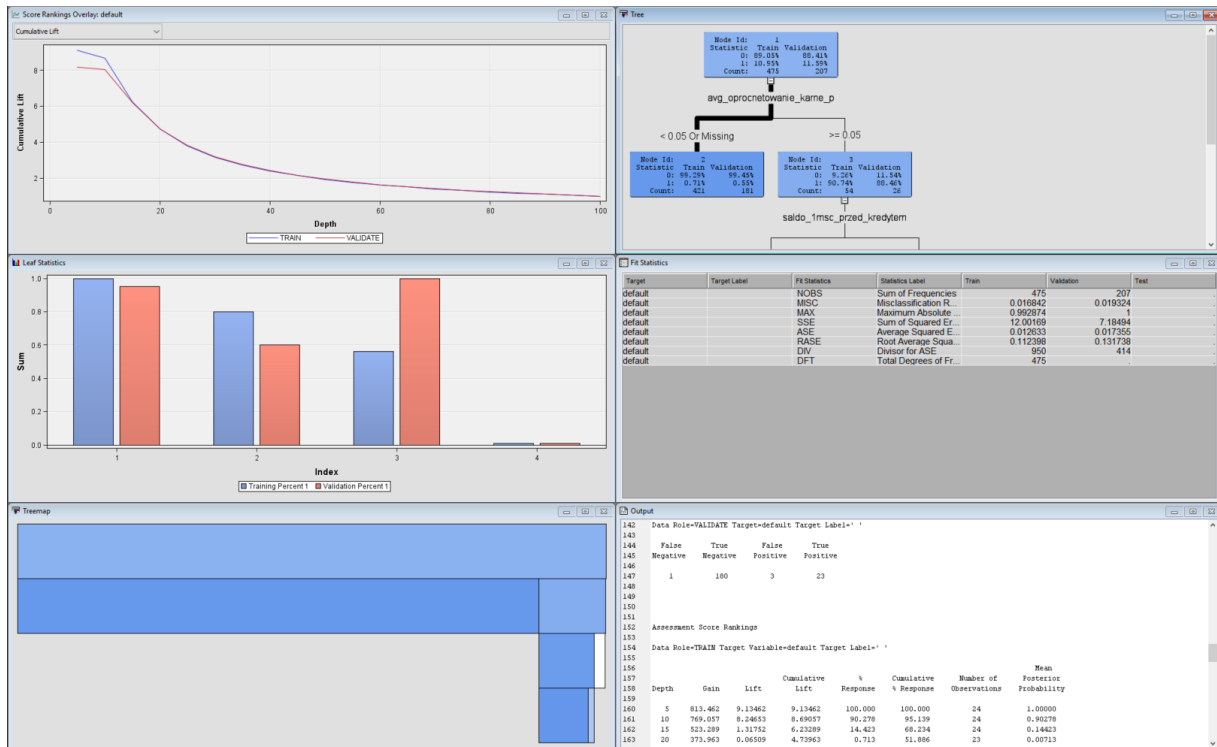 Score Rankings Overlay: default
Cumulative Lift
Cumulative Lift
8
6
4
2
0 20 40 60 80 100
Depth
TRAIN VALIDATE
Tree
Node Id: 1
Statistic Train Validation
0: 89.05% 88.41%
1: 10.95% 11.59%
Count: 475 207
avg_oprocnetowanie_karne_p
< 0.05 Or Missing >= 0.05
Node Id: 2
Statistic Train Validation
0: 99.29% 99.45%
1: 0.71% 0.55%
Count: 421 181
Node Id: 3
Statistic Train Validation
0: 9.26% 11.54%
1: 90.74% 88.46%
Count: 54 26
saldo_1msc_przed_kredytem
Leaf Statistics
Sum
1.0
0.8
0.6
0.4
0.2
0.0
1 2 3 4
Index
Training Percent 1 Validation Percent 1
Fit Statistics
Target Target Label Fit Statistics Statistics Label Train Validation Test
default NOBS Sum of Frequencies 475 207 .
default MISC Misclassification R... 0.016842 0.019324 .
default MAX Maximum Absolute ... 0.992874 1 .
default SSE Sum of Squared Er... 12.00169 7.18494 .
default ASE Average Squared E... 0.012633 0.017355 .
default RASE Root Average Squa... 0.112398 0.131738 .
default DIV Divisor for ASE 950 414 .
default DFT Total Degrees of Fr... 475 . .
Treemap
Output
142 Data Role=VALIDATE Target=default Target Label=' '
143
144 False True False True
145 Negative Negative Positive Positive
146
147 1 180 3 23
148
149
150
151
152 Assessment Score Rankings
153
154 Data Role=TRAIN Target Variable=default Target Label=' '
155
156 Mean
157 Cumulative % Cumulative Number of Posterior
158 Depth Gain Lift Lift Response % Response Observations Probability
159
160 5 813.462 9.13462 9.13462 100.000 100.000 24 1.00000
161 10 769.057 8.24653 8.69057 90.278 95.139 24 0.90278
162 15 523.289 1.31752 6.23289 14.423 68.234 24 0.14423
163 20 373.963 0.06509 4.73963 0.713 51.886 23 0.00713